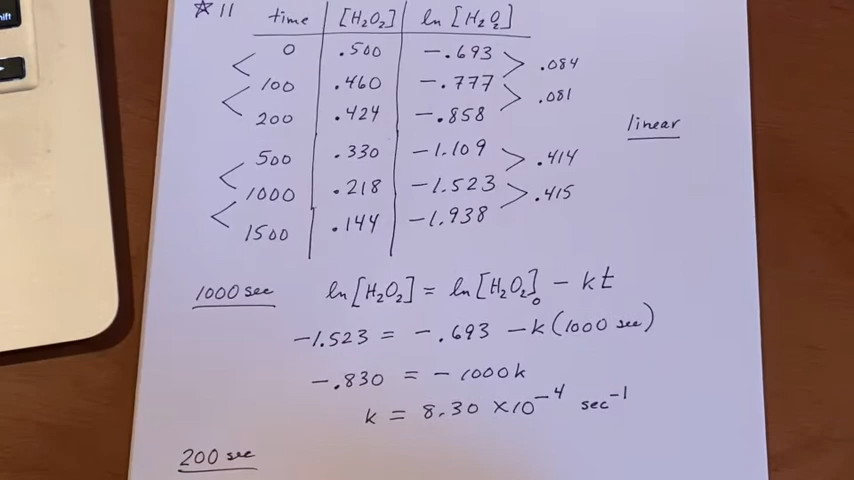 hift
☆ 11 time [H₂O₂] ln [H₂O₂]
0 .500 -.693
.084
100 .460 -.777
.081
200 .424 -.858
linear
500 .330 -1.109
.414
1000 .218 -1.523
.415
1500 .144 -1.938
1000 sec ln [H₂O₂] = ln [H₂O₂]₀ - kt
-1.523 = -.693 - k (1000 sec)
-.830 = - 1000k
k = 8.30 ×10⁻⁴ sec⁻¹
200 sec